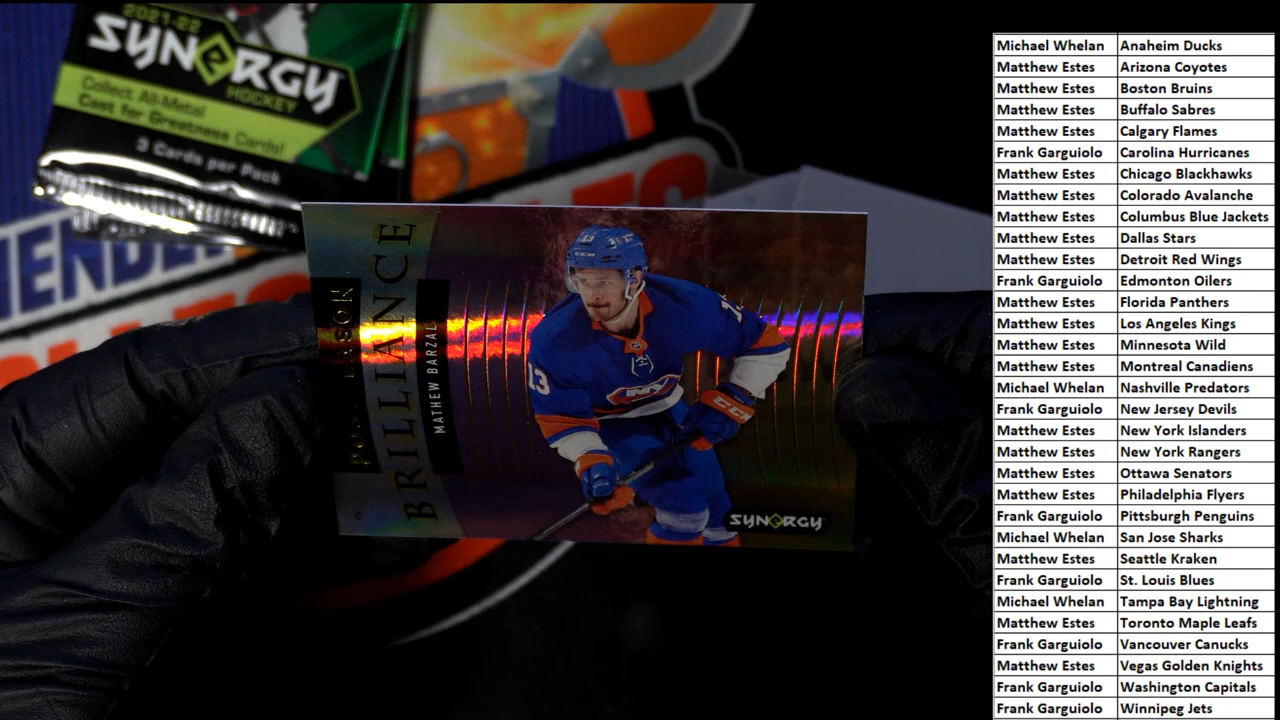 2021-22
SYNERGY
HOCKEY
Collect All-Metal
Cast for Greatness Cards!
3 Cards per Pack
BRILLIANCE
MATHEW BARZAL
13
13
CCM
NY
13
CCM
SYNERGY
Michael Whelan Anaheim Ducks
Matthew Estes Arizona Coyotes
Matthew Estes Boston Bruins
Matthew Estes Buffalo Sabres
Matthew Estes Calgary Flames
Frank Garguiolo Carolina Hurricanes
Matthew Estes Chicago Blackhawks
Matthew Estes Colorado Avalanche
Matthew Estes Columbus Blue Jackets
Matthew Estes Dallas Stars
Matthew Estes Detroit Red Wings
Frank Garguiolo Edmonton Oilers
Matthew Estes Florida Panthers
Matthew Estes Los Angeles Kings
Matthew Estes Minnesota Wild
Matthew Estes Montreal Canadiens
Michael Whelan Nashville Predators
Frank Garguiolo New Jersey Devils
Matthew Estes New York Islanders
Matthew Estes New York Rangers
Matthew Estes Ottawa Senators
Matthew Estes Philadelphia Flyers
Frank Garguiolo Pittsburgh Penguins
Michael Whelan San Jose Sharks
Matthew Estes Seattle Kraken
Frank Garguiolo St. Louis Blues
Michael Whelan Tampa Bay Lightning
Matthew Estes Toronto Maple Leafs
Frank Garguiolo Vancouver Canucks
Matthew Estes Vegas Golden Knights
Frank Garguiolo Washington Capitals
Frank Garguiolo Winnipeg Jets